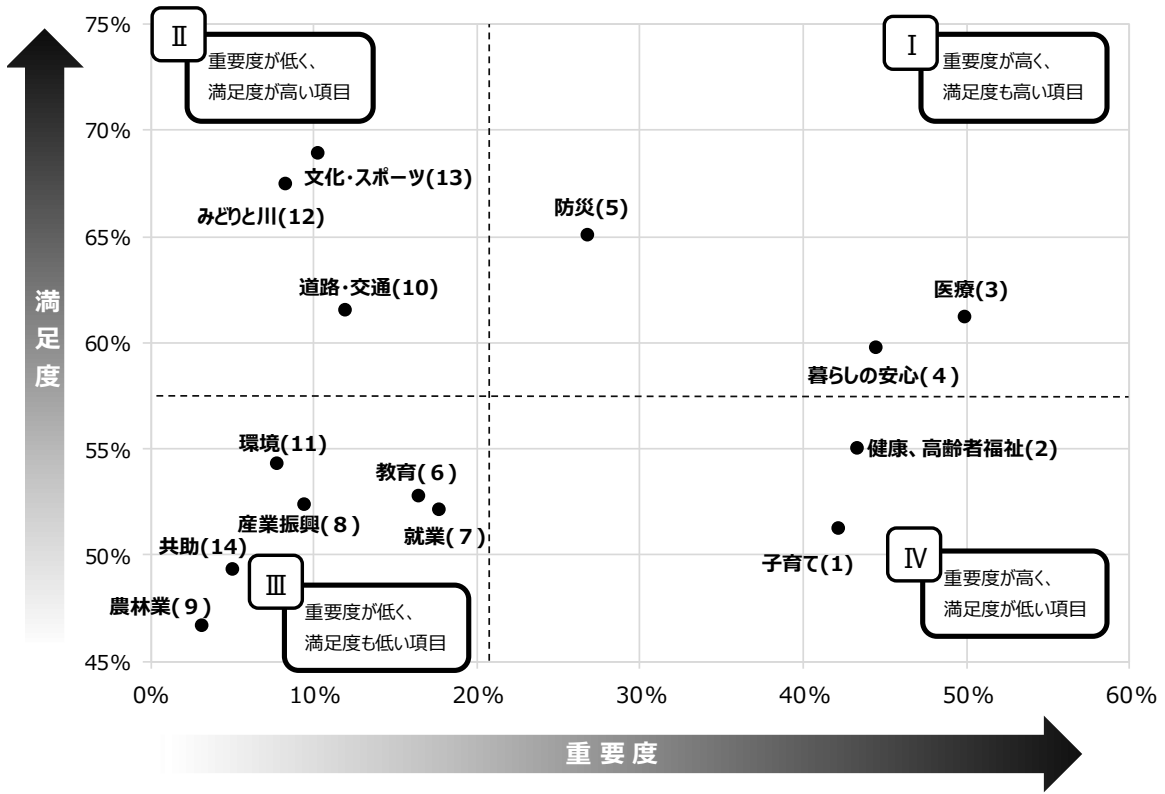 75%
70%
65%
60%
55%
50%
45%
満足度
Ⅱ
重要度が低く、
満足度が高い項目
Ⅰ
重要度が高く、
満足度も高い項目
文化・スポーツ(13)
みどりと川(12)
防災(5)
道路・交通(10)
医療(3)
暮らしの安心(４)
環境(11)
教育(６)
健康、高齢者福祉(2)
産業振興(８)
就業(７)
共助(14)
子育て(1)
農林業(９)
Ⅲ
重要度が低く、
満足度も低い項目
Ⅳ
重要度が高く、
満足度が低い項目
0%
10%
20%
30%
40%
50%
60%
重要度